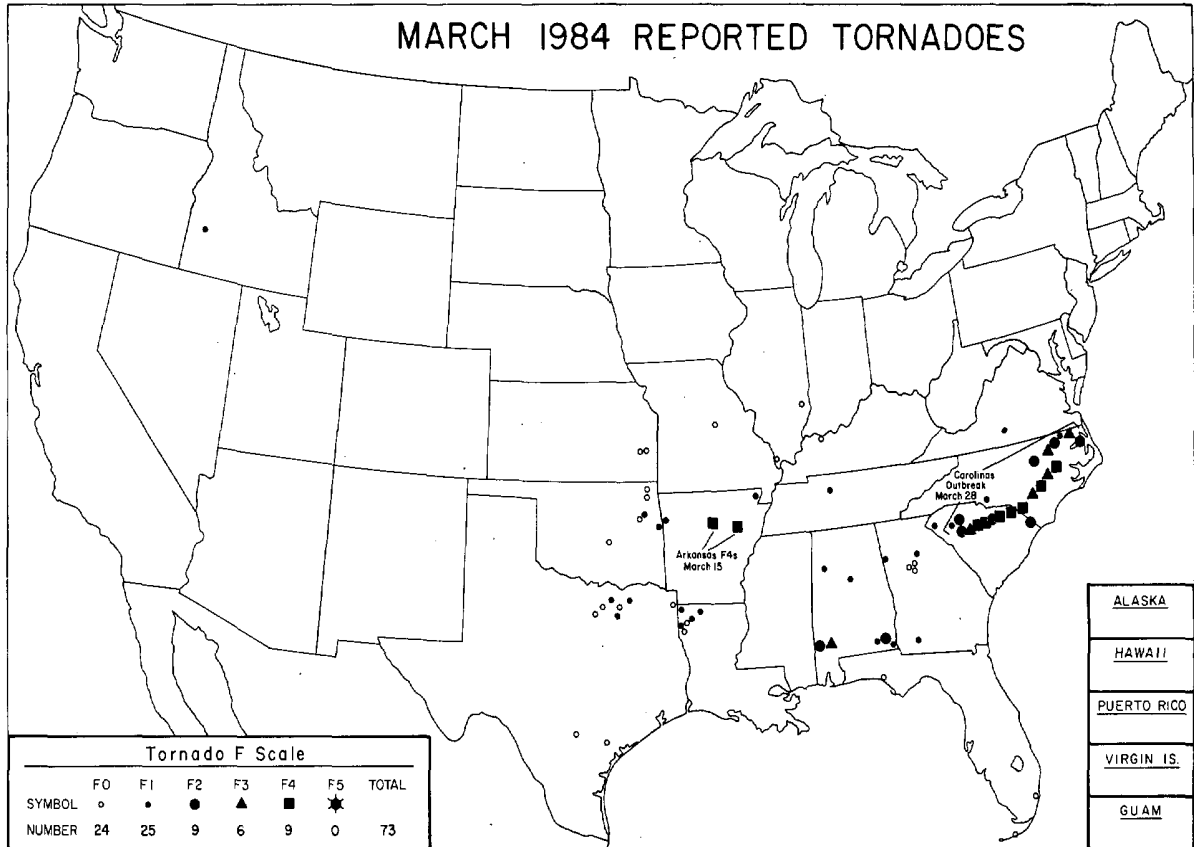 MARCH 1984 REPORTED TORNADOES
Carolinas
Outbreak
March 28
Arkansas F4s
March 15
ALASKA
HAWAII
PUERTO RICO
VIRGIN IS.
GUAM
Tornado F Scale
F0 F1 F2 F3 F4 F5 TOTAL
SYMBOL
NUMBER 24 25 9 6 9 0 73